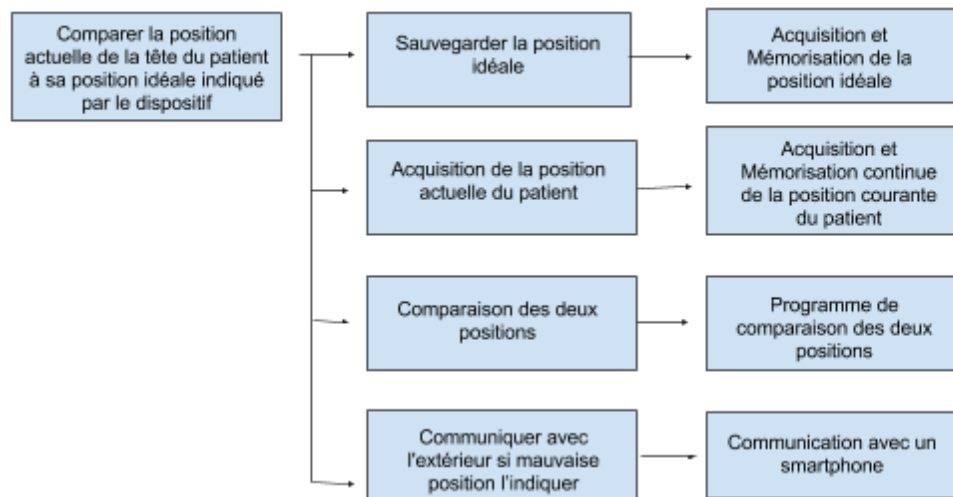 Comparer la position
actuelle de la tête du patient
à sa position idéale indiqué
par le dispositif
Sauvegarder la position
idéale
Acquisition et
Mémorisation de la
position idéale
Acquisition de la position
actuelle du patient
Acquisition et
Mémorisation continue
de la position courante
du patient
Comparaison des deux
positions
Programme de
comparaison des deux
positions
Communiquer avec
l'extérieur si mauvaise
position l'indiquer
Communication avec un
smartphone